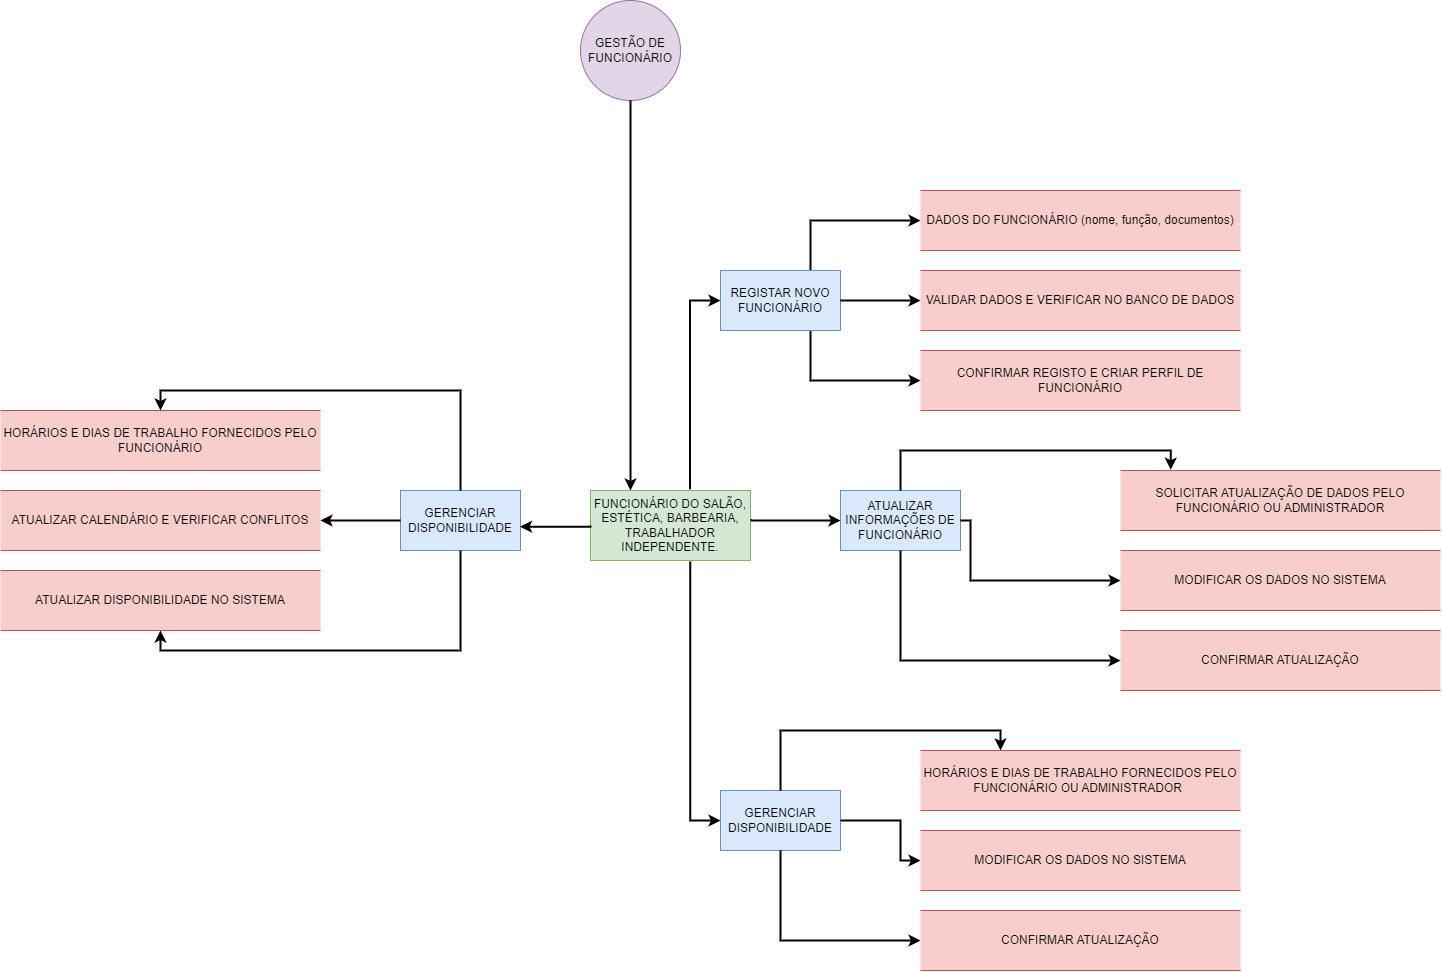 GESTÃO DE
FUNCIONÁRIO
DADOS DO FUNCIONÁRIO (nome, função, documentos)
REGISTAR NOVO
FUNCIONÁRIO
VALIDAR DADOS E VERIFICAR NO BANCO DE DADOS
CONFIRMAR REGISTO E CRIAR PERFIL DE
FUNCIONÁRIO
HORÁRIOS E DIAS DE TRABALHO FORNECIDOS PELO
FUNCIONÁRIO
ATUALIZAR CALENDÁRIO E VERIFICAR CONFLITOS
ATUALIZAR DISPONIBILIDADE NO SISTEMA
GERENCIAR
DISPONIBILIDADE
FUNCIONÁRIO DO SALÃO,
ESTÉTICA, BARBEARIA,
TRABALHADOR
INDEPENDENTE.
ATUALIZAR
INFORMAÇÕES DE
FUNCIONÁRIO
SOLICITAR ATUALIZAÇÃO DE DADOS PELO
FUNCIONÁRIO OU ADMINISTRADOR
MODIFICAR OS DADOS NO SISTEMA
CONFIRMAR ATUALIZAÇÃO
GERENCIAR
DISPONIBILIDADE
HORÁRIOS E DIAS DE TRABALHO FORNECIDOS PELO
FUNCIONÁRIO OU ADMINISTRADOR
MODIFICAR OS DADOS NO SISTEMA
CONFIRMAR ATUALIZAÇÃO